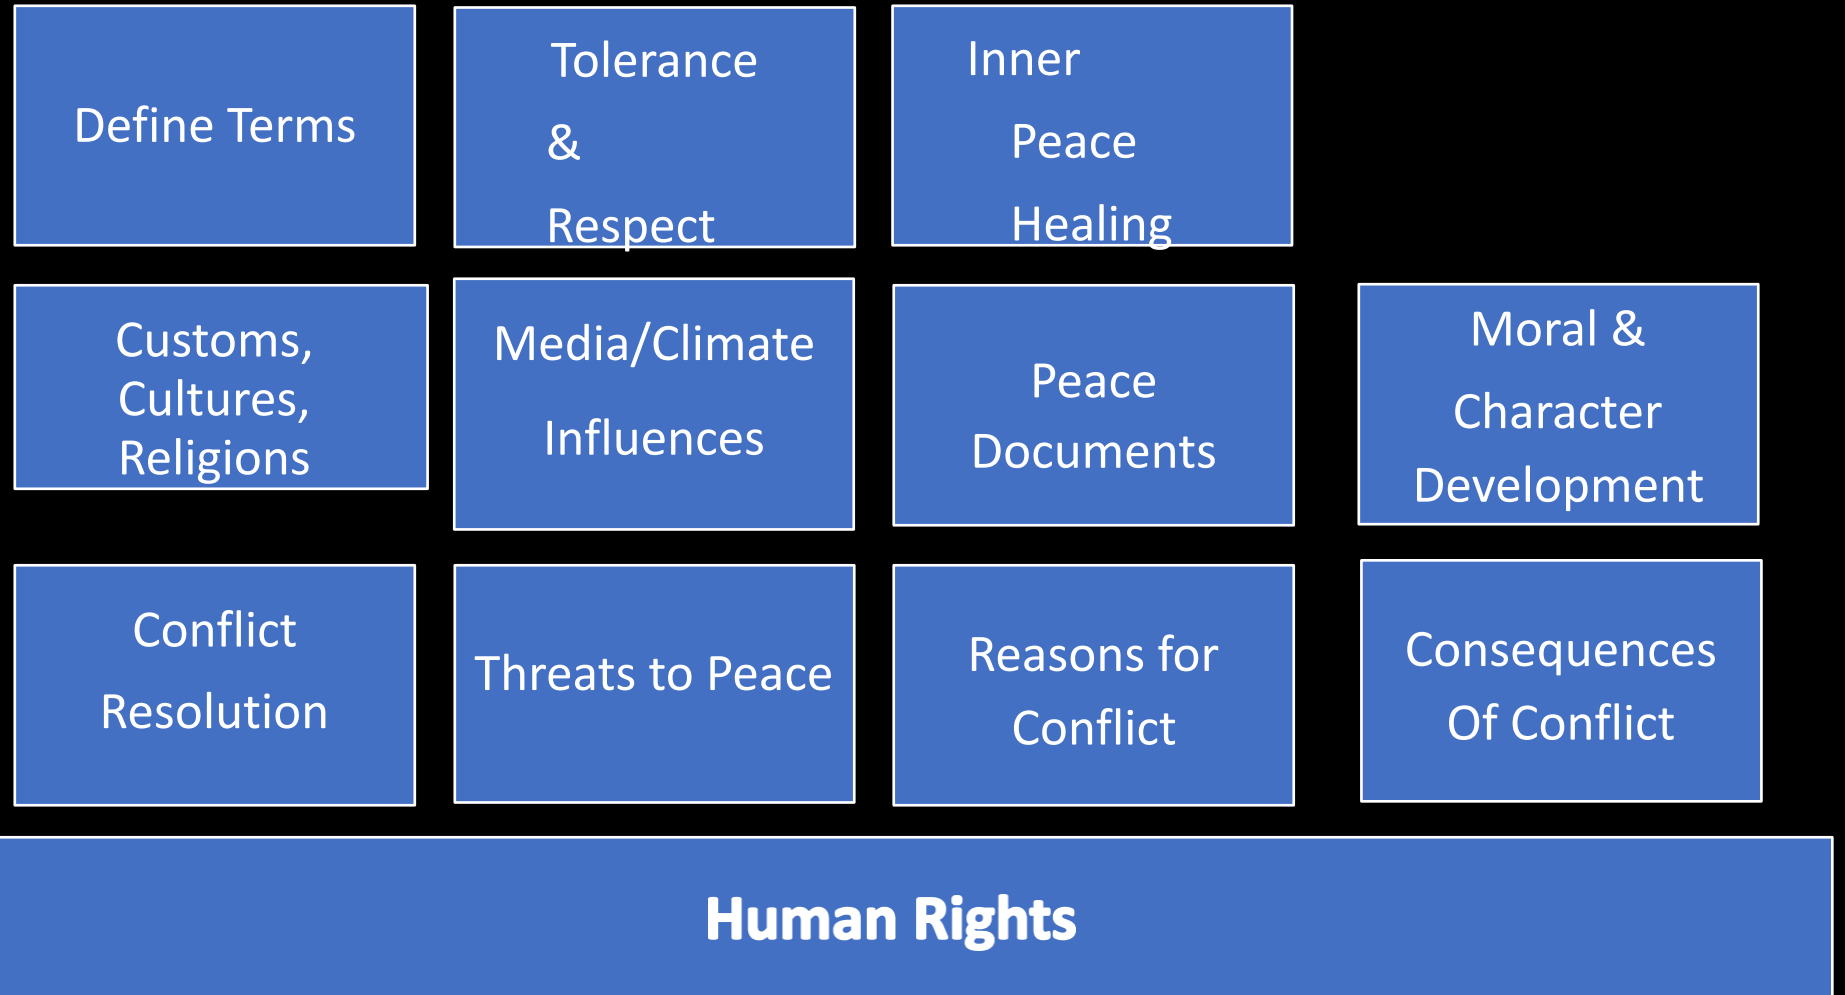 Define Terms
Tolerance
&
Respect
Inner
Peace
Healing
Customs,
Cultures,
Religions
Media/Climate
Influences
Peace
Documents
Moral &
Character
Development
Conflict
Resolution
Threats to Peace
Reasons for
Conflict
Consequences
Of Conflict
Human Rights